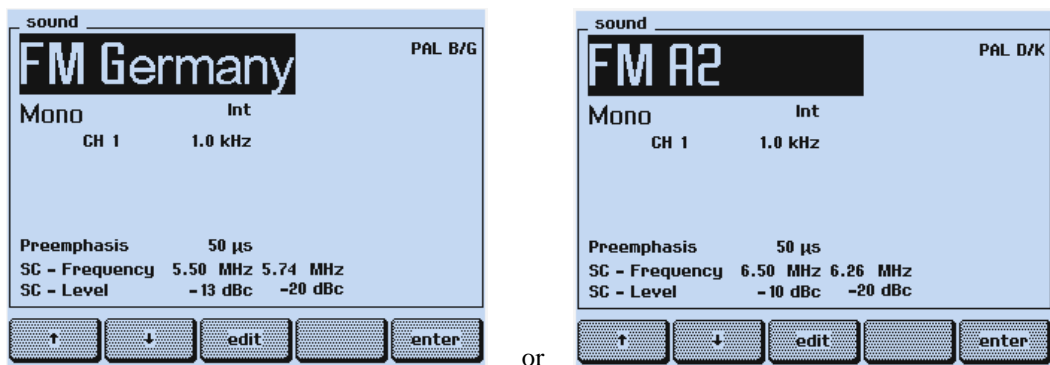 sound
FM Germany PAL B/G
Mono Int
CH 1 1.0 kHz
Preemphasis 50 µs
SC - Frequency 5.50 MHz 5.74 MHz
SC - Level -13 dBc -20 dBc
↑ ↓ edit enter
or
sound
FM A2 PAL D/K
Mono Int
CH 1 1.0 kHz
Preemphasis 50 µs
SC - Frequency 6.50 MHz 6.26 MHz
SC - Level -10 dBc -20 dBc
↑ ↓ edit enter